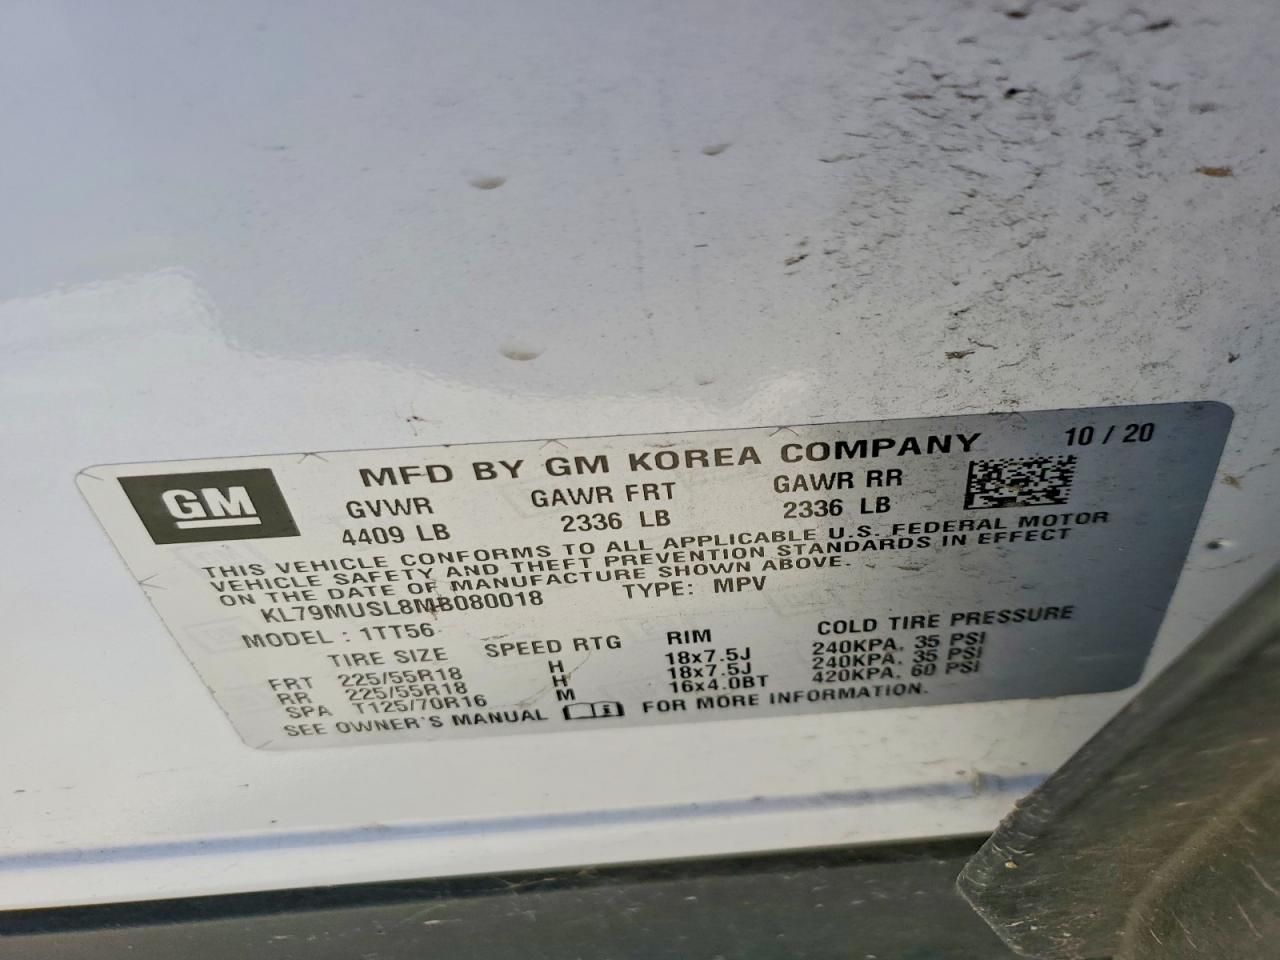 GM
MFD BY GM KOREA COMPANY 10 / 20
GVWR GAWR FRT GAWR RR
4409 LB 2336 LB 2336 LB
THIS VEHICLE CONFORMS TO ALL APPLICABLE U.S. FEDERAL MOTOR
VEHICLE SAFETY AND THEFT PREVENTION STANDARDS IN EFFECT
ON THE DATE OF MANUFACTURE SHOWN ABOVE.
KL79MUSL8MB080018 TYPE: MPV
MODEL : 1TT56
TIRE SIZE SPEED RTG RIM COLD TIRE PRESSURE
FRT 225/55R18 H 18x7.5J 240KPA. 35 PSI
RR 225/55R18 H 18x7.5J 240KPA. 35 PSI
SPA T125/70R16 M 16x4.0BT 420KPA. 60 PSI
SEE OWNER'S MANUAL FOR MORE INFORMATION.